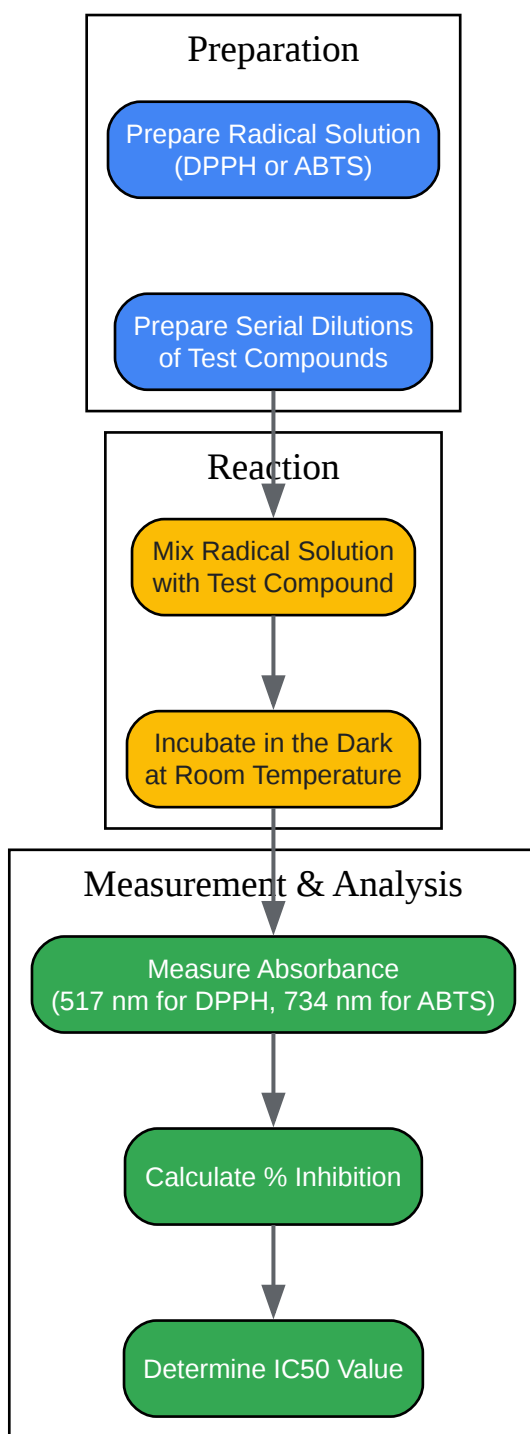 Preparation
Prepare Radical Solution
(DPPH or ABTS)
Prepare Serial Dilutions
of Test Compounds
Reaction
Mix Radical Solution
with Test Compound
Incubate in the Dark
at Room Temperature
Measurement & Analysis
Measure Absorbance
(517 nm for DPPH, 734 nm for ABTS)
Calculate % Inhibition
Determine IC50 Value